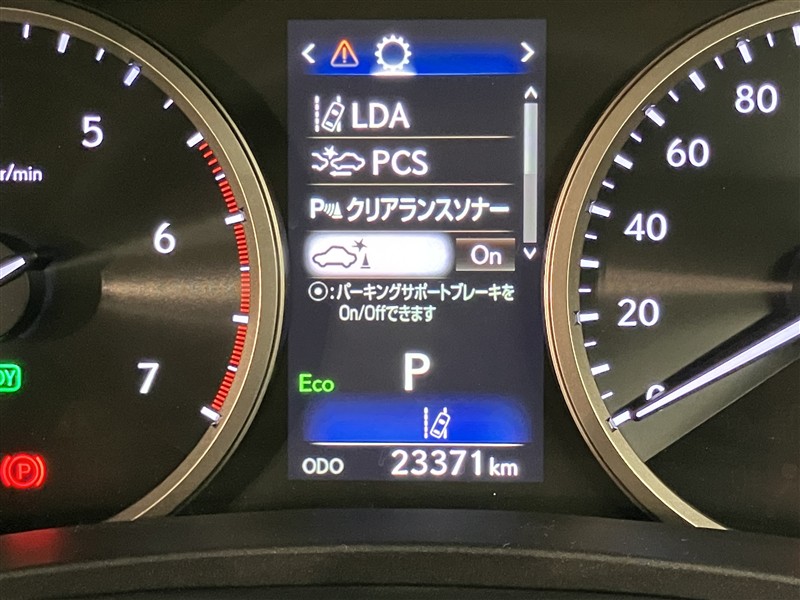 LDA
PCS
P クリアランスソナー
On
:パーキングサポートブレーキを
On/Offできます
P
Eco
ODO 23371 km
5
r/min
6
7
P
80
60
40
20
0